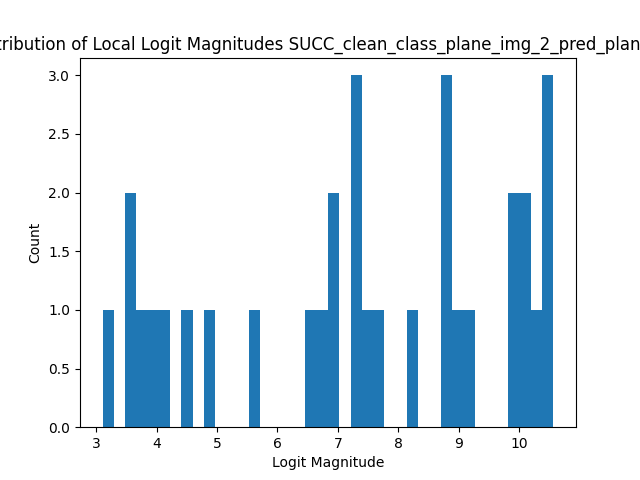 tribution of Local Logit Magnitudes SUCC_clean_class_plane_img_2_pred_plan
3.0
2.5
2.0
1.5
1.0
0.5
0.0
Count
3 4 5 6 7 8 9 10
Logit Magnitude